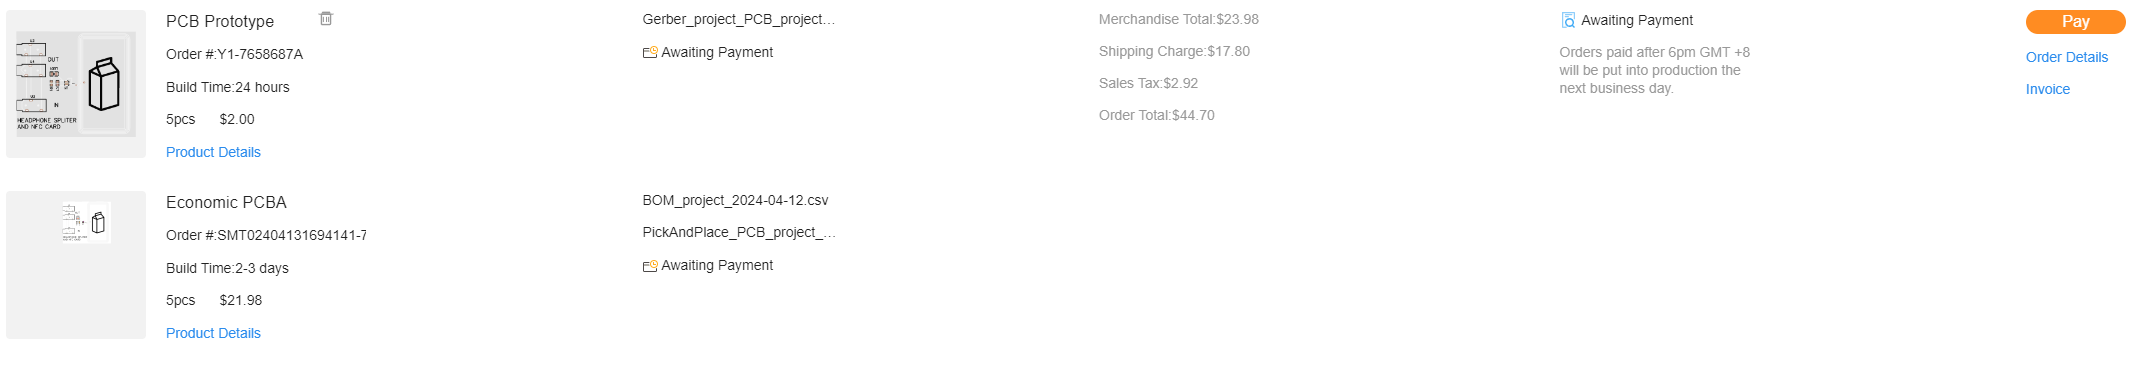 PCB Prototype
Order #:Y1-7658687A
Build Time:24 hours
5pcs $2.00
Product Details
OUT
IN
HEADPHONE SPLITER
AND NFC CARD
Gerber_project_PCB_project...
Awaiting Payment
Merchandise Total:$23.98
Shipping Charge:$17.80
Sales Tax:$2.92
Order Total:$44.70
Awaiting Payment
Orders paid after 6pm GMT +8
will be put into production the
next business day.
Pay
Order Details
Invoice
Economic PCBA
Order #:SMT02404131694141-7
Build Time:2-3 days
5pcs $21.98
Product Details
BOM_project_2024-04-12.csv
PickAndPlace_PCB_project_...
Awaiting Payment